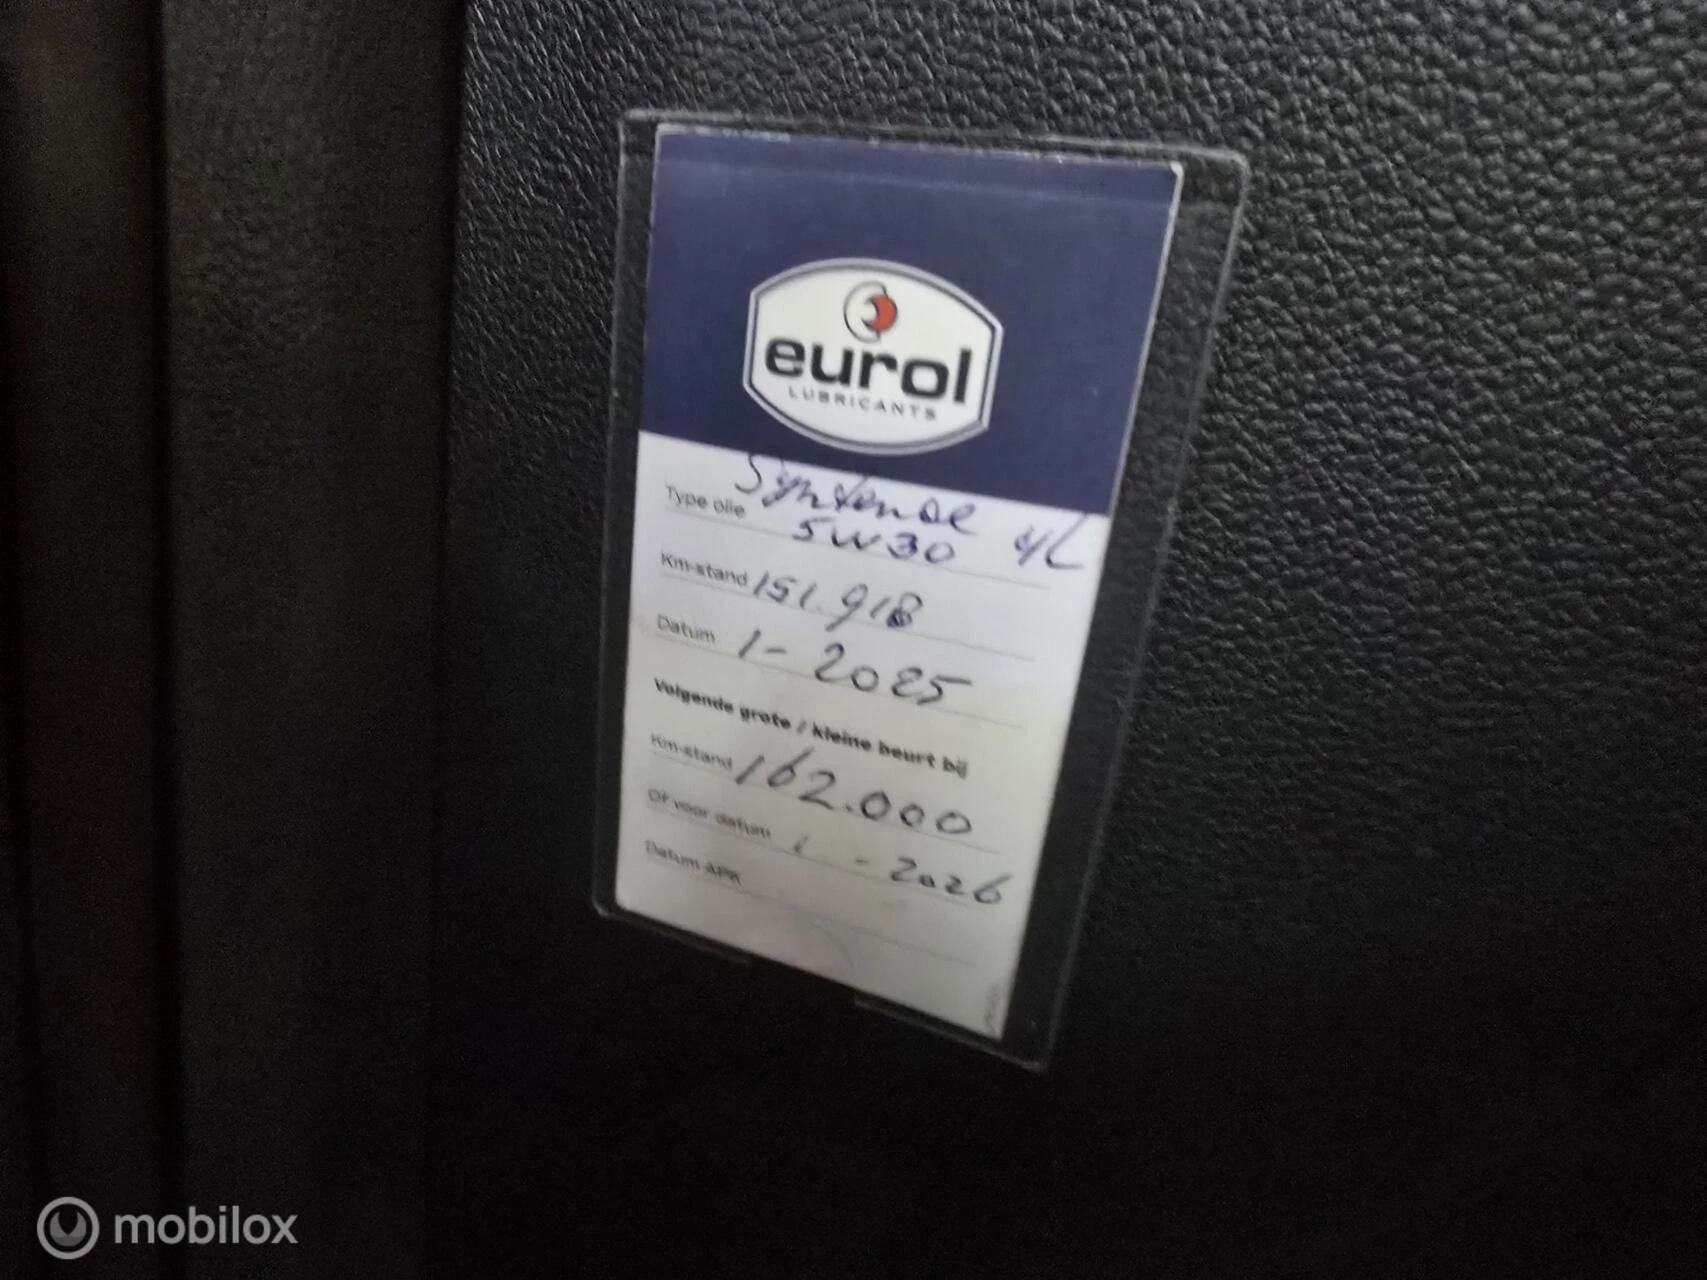 eurol
LUBRICANTS
Type olie Syntense
5W30 4L
Km-stand 151.918
Datum 1-2025
Volgende grote / kleine beurt bij
Km-stand 162.000
Of voor datum 1 - 2026
Datum APK
mobilox